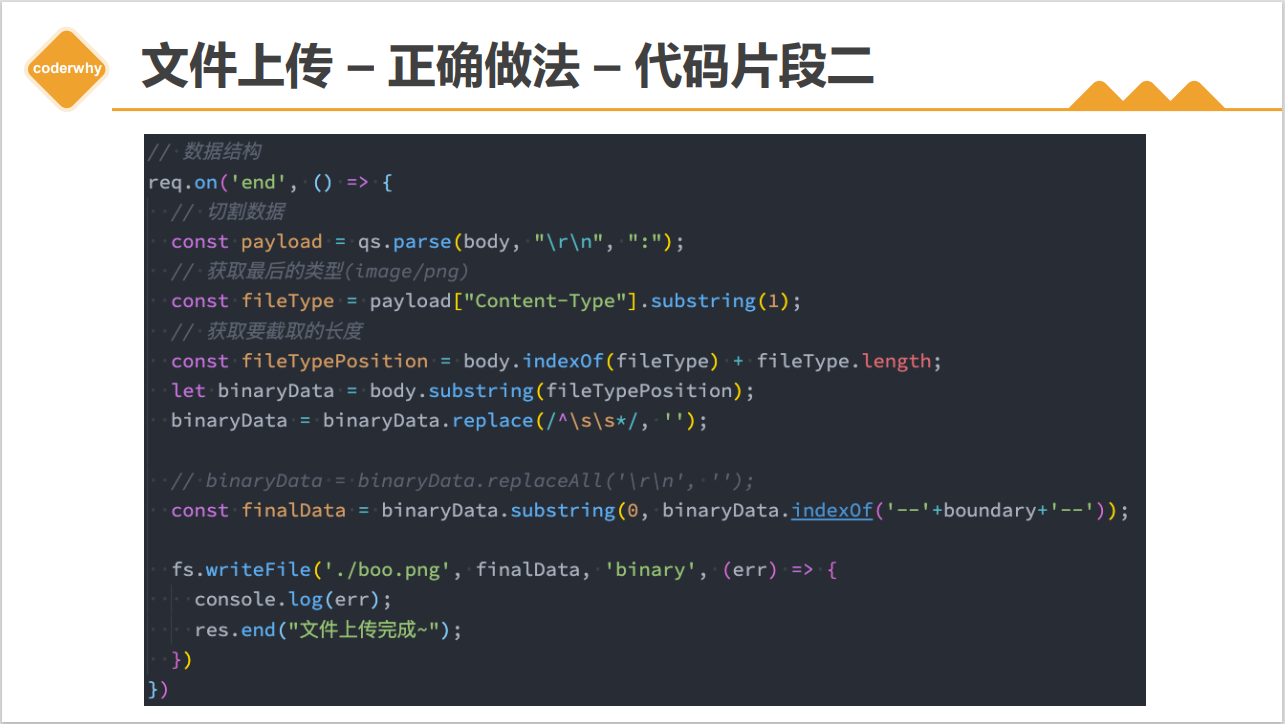 coderwhy
文件上传 – 正确做法 – 代码片段二
// 数据结构
req.on('end', () => {
  // 切割数据
  const payload = qs.parse(body, "\r\n", ":");
  // 获取最后的类型(image/png)
  const fileType = payload["Content-Type"].substring(1);
  // 获取要截取的长度
  const fileTypePosition = body.indexOf(fileType) + fileType.length;
  let binaryData = body.substring(fileTypePosition);
  binaryData = binaryData.replace(/^\s\s*/, '');
  // binaryData = binaryData.replaceAll('\r\n', '');
  const finalData = binaryData.substring(0, binaryData.indexOf('--'+boundary+'--'));
  fs.writeFile('./boo.png', finalData, 'binary', (err) => {
    console.log(err);
    res.end("文件上传完成~");
  })
})